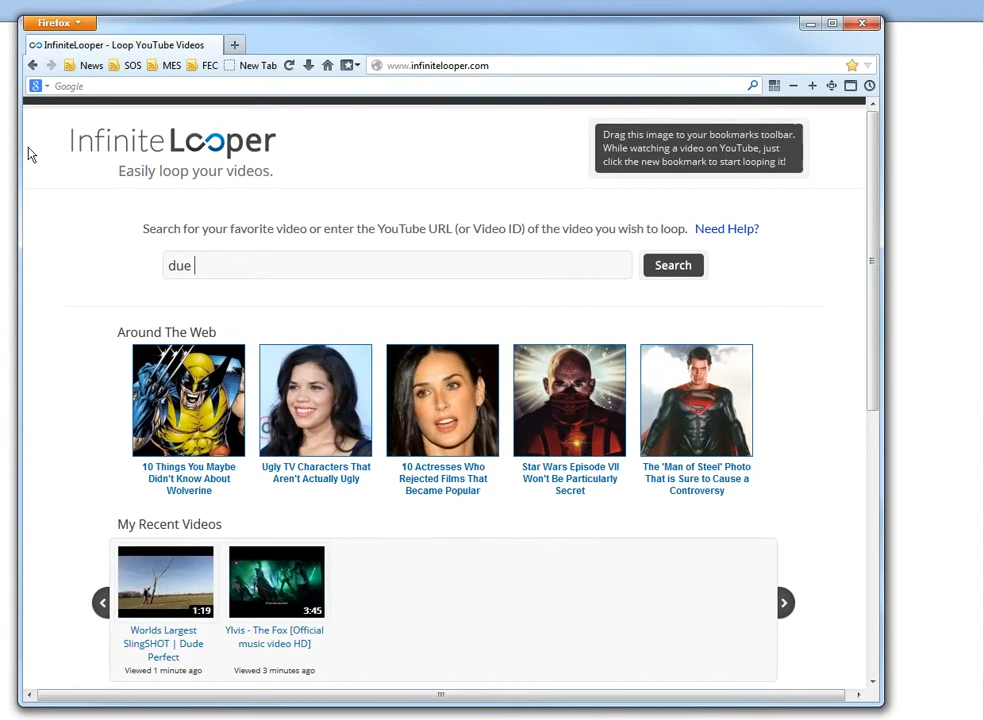 Firefox
InfiniteLooper - Loop YouTube Videos
News SOS MES FEC New Tab www.infinitelooper.com
Google
Infinite Looper
Easily loop your videos.
Drag this image to your bookmarks toolbar.
While watching a video on YouTube, just
click the new bookmark to start looping it!
Search for your favorite video or enter the YouTube URL (or Video ID) of the video you wish to loop. Need Help?
due Search
Around The Web
10 Things You Maybe
Didn't Know About
Wolverine
Ugly TV Characters That
Aren't Actually Ugly
10 Actresses Who
Rejected Films That
Became Popular
Star Wars Episode VII
Won't Be Particularly
Secret
The 'Man of Steel' Photo
That is Sure to Cause a
Controversy
My Recent Videos
1:19
Worlds Largest
SlingSHOT | Dude
Perfect
Viewed 1 minute ago
3:45
Ylvis - The Fox [Official
music video HD]
Viewed 3 minutes ago